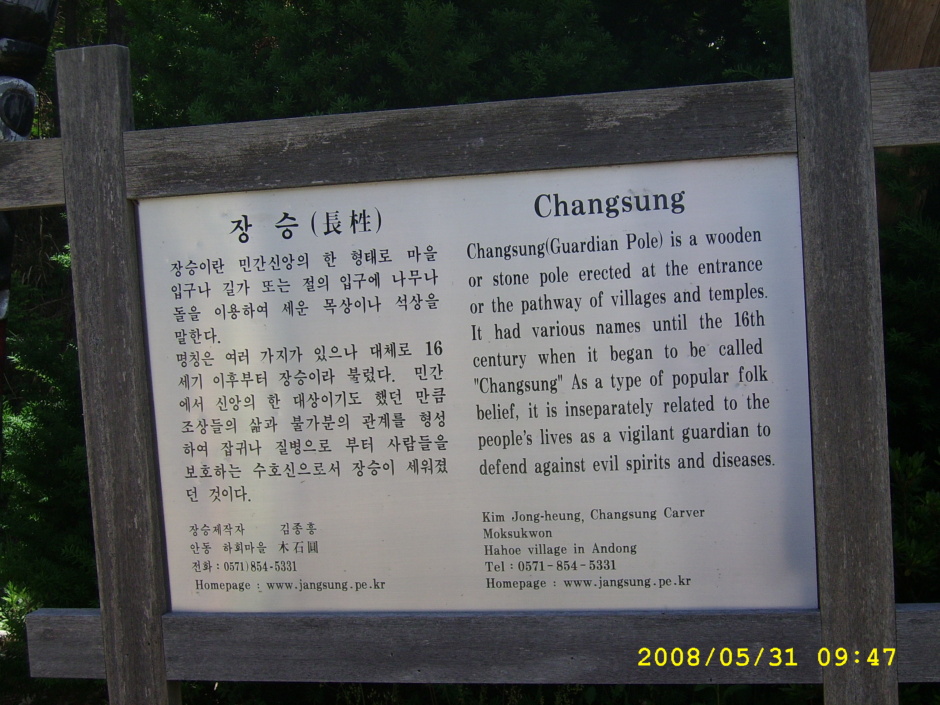 장 승 (長栍)
장승이란 민간신앙의 한 형태로 마을
입구나 길가 또는 절의 입구에 나무나
돌을 이용하여 세운 목상이나 석상을
말한다.
명칭은 여러 가지가 있으나 대체로 16
세기 이후부터 장승이라 불렀다. 민간
에서 신앙의 한 대상이기도 했던 만큼
조상들의 삶과 불가분의 관계를 형성
하여 잡귀나 질병으로 부터 사람들을
보호하는 수호신으로서 장승이 세워졌
던 것이다.
장승제작자 김종흥
안동 하회마을 木石圓
전화 : 0571) 854-5331
Homepage : www.jangsung.pe.kr
Changsung
Changsung(Guardian Pole) is a wooden
or stone pole erected at the entrance
or the pathway of villages and temples.
It had various names until the 16th
century when it began to be called
"Changsung" As a type of popular folk
belief, it is inseparately related to the
people's lives as a vigilant guardian to
defend against evil spirits and diseases.
Kim Jong-heung, Changsung Carver
Moksukwon
Hahoe village in Andong
Tel : 0571-854-5331
Homepage : www.jangsung.pe.kr
2008/05/31 09:47